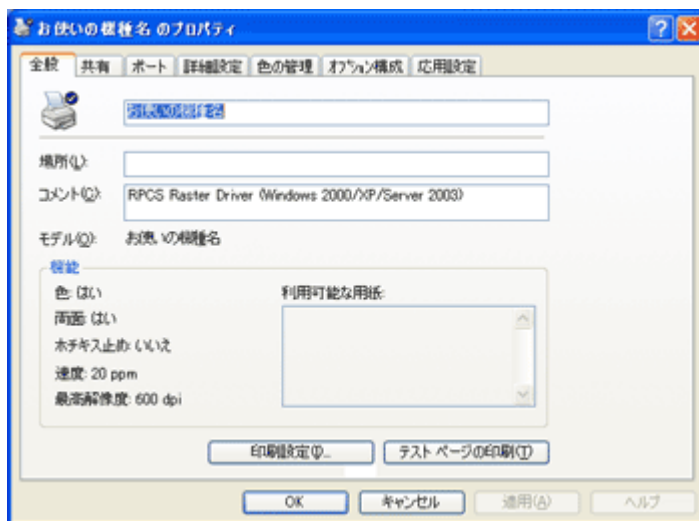 お使いの機種名 のプロパティ
全般 共有 ポート 詳細設定 色の管理 オプション構成 応用設定
お使いの機種名
場所(L):
コメント(C): RPCS Raster Driver (Windows 2000/XP/Server 2003)
モデル(O): お使いの機種名
機能
色: はい 利用可能な用紙:
両面: はい
ホチキス止め: いいえ
速度: 20 ppm
最高解像度: 600 dpi
印刷設定(I)... テスト ページの印刷(T)
OK キャンセル 適用(A) ヘルプ